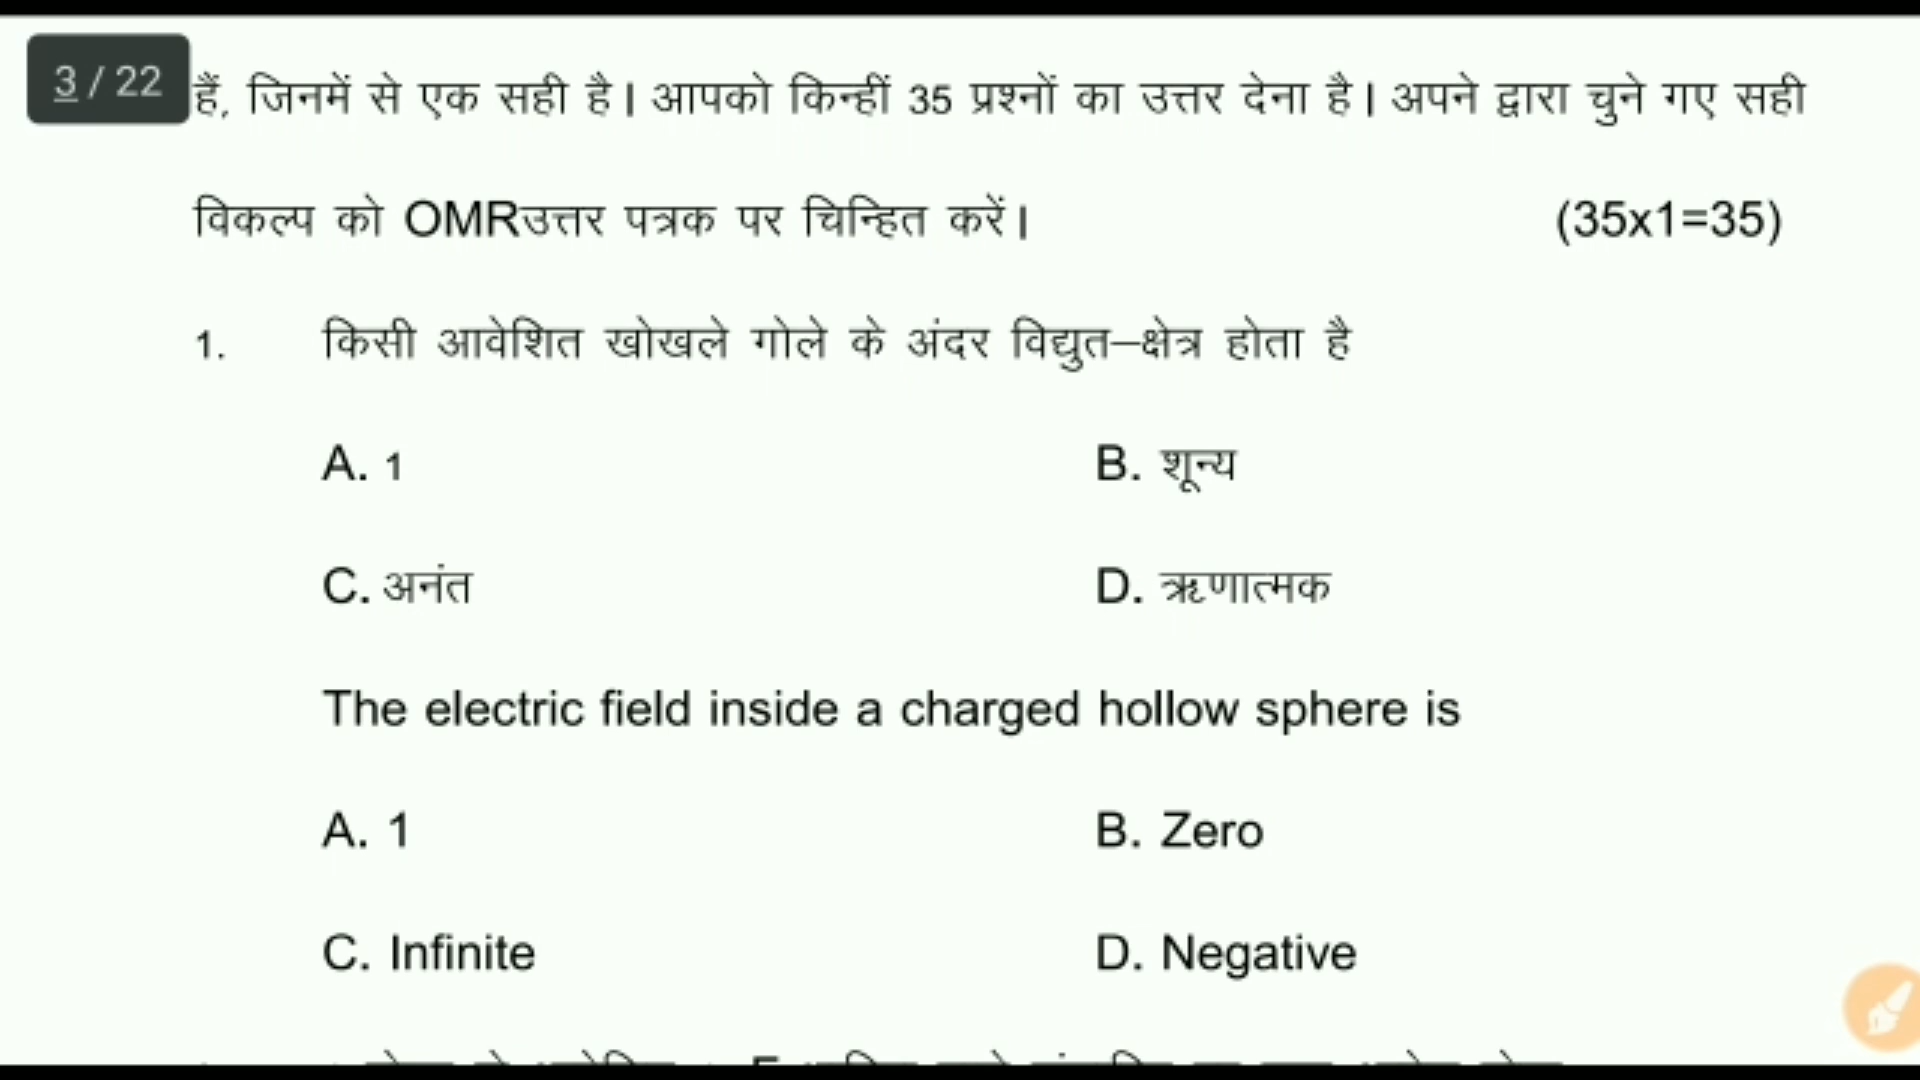 3 / 22
हैं, जिनमें से एक सही है। आपको किन्हीं 35 प्रश्नों का उत्तर देना है। अपने द्वारा चुने गए सही
विकल्प को OMRउत्तर पत्रक पर चिन्हित करें। (35x1=35)
1. किसी आवेशित खोखले गोले के अंदर विद्युत–क्षेत्र होता है
A. 1 B. शून्य
C. अनंत D. ऋणात्मक
The electric field inside a charged hollow sphere is
A. 1 B. Zero
C. Infinite D. Negative